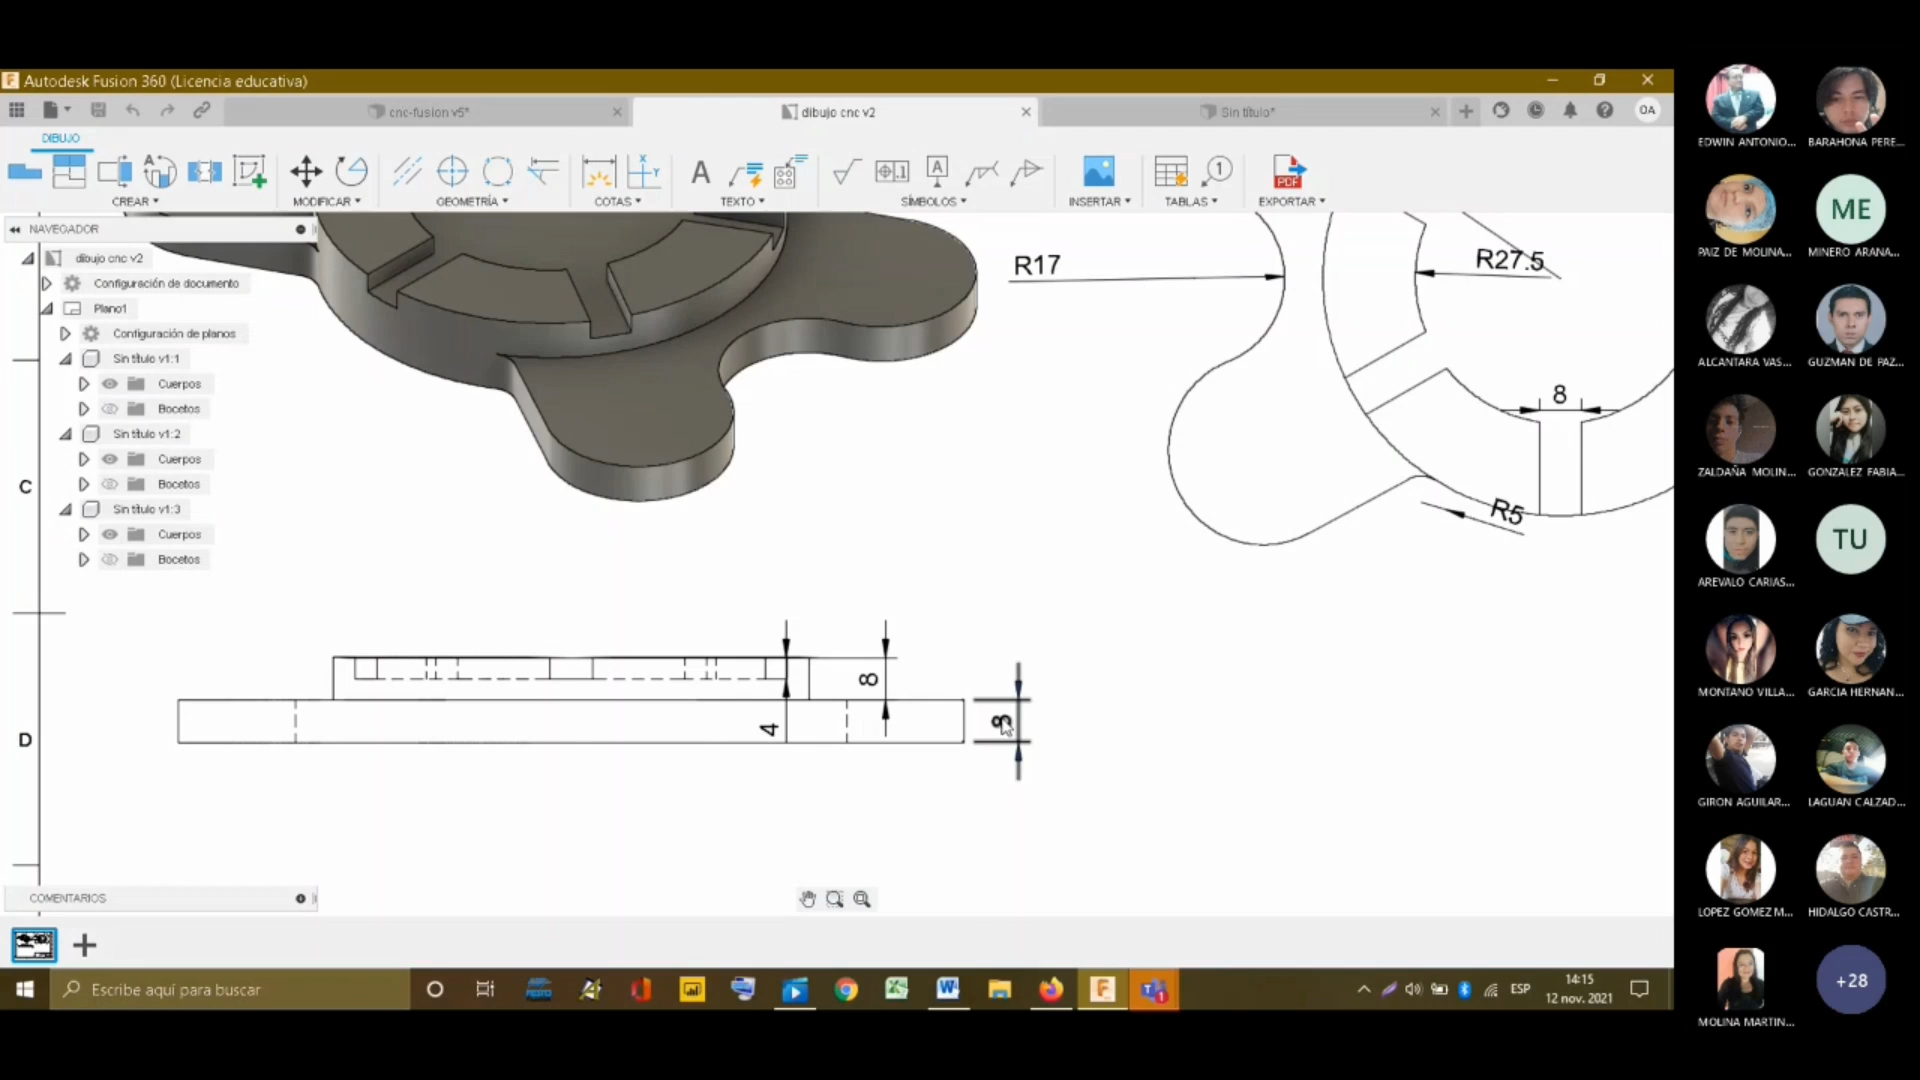 Autodesk Fusion 360 (Licencia educativa)
cnc-fusion v5*
dibujo cnc v2
Sin título*
OA
DIBUJO
CREAR
MODIFICAR
GEOMETRÍA
COTAS
TEXTO
SÍMBOLOS
INSERTAR
TABLAS
EXPORTAR
NAVEGADOR
dibujo cnc v2
Configuración de documento
Plano1
Configuración de planos
Sin título v1:1
Cuerpos
Bocetos
Sin título v1:2
Cuerpos
Bocetos
Sin título v1:3
Cuerpos
Bocetos
C
D
R17
R27.5
8
R5
8
4
8
COMENTARIOS
Escribe aquí para buscar
ESP
14:15
12 nov. 2021
EDWIN ANTONIO...
BARAHONA PERE...
PAIZ DE MOLINA...
ME
MINERO ARANA...
ALCANTARA VAS...
GUZMAN DE PAZ...
ZALDAÑA MOLIN...
GONZALEZ FABIA...
AREVALO CARIAS...
TU
MONTANO VILLA...
GARCIA HERNAN...
GIRON AGUILAR...
LAGUAN CALZAD...
LOPEZ GOMEZ M...
HIDALGO CASTR...
MOLINA MARTIN...
+28